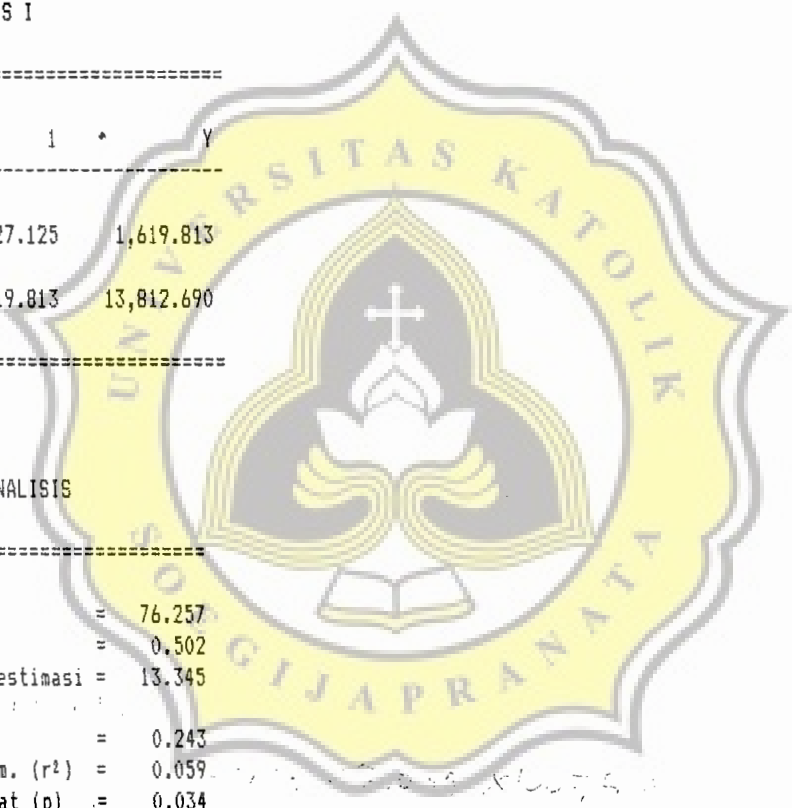 S I
====================
1 * Y
--------------------
27.125 1,619.813
19.813 13,812.690
====================
NALISIS
====================
= 76.257
= 0.502
estimasi = 13.345
= 0.243
m. (r²) = 0.059
at (p) = 0.034
UNIVERSITAS KATOLIK
SOEGIJAPRANATA